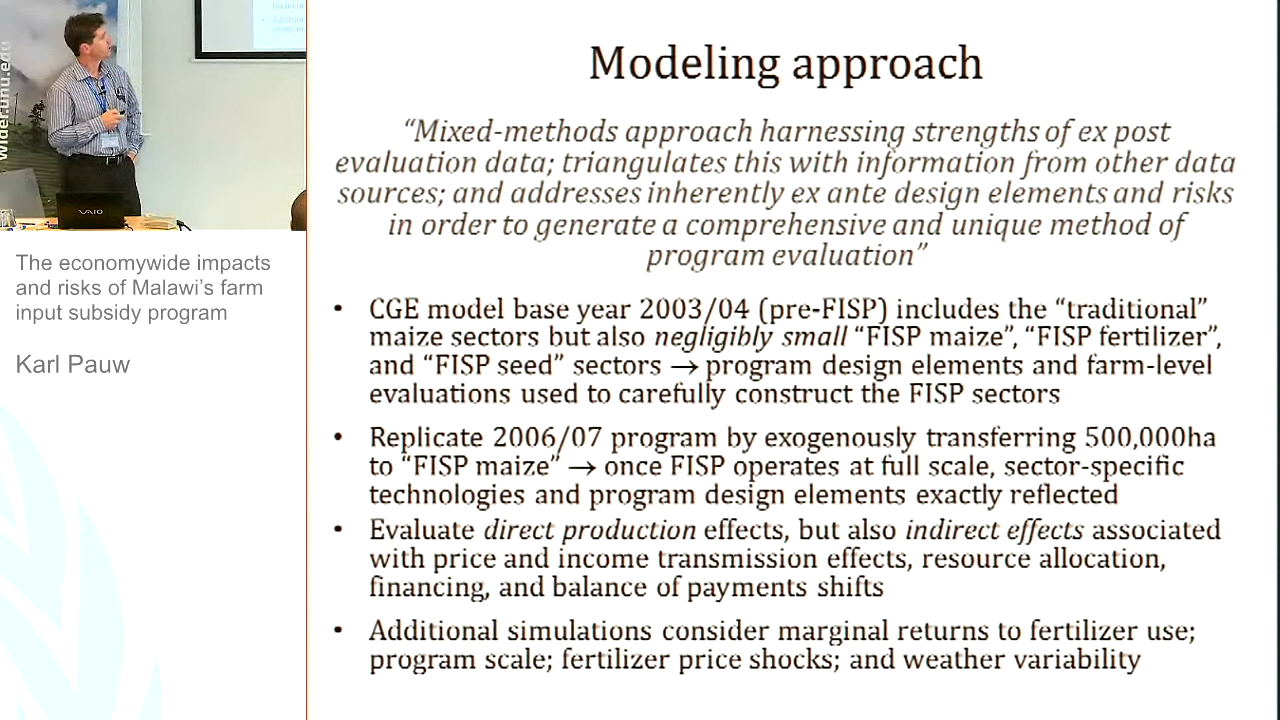 wider.unu.edu
VAIO
The economywide impacts
and risks of Malawi's farm
input subsidy program
Karl Pauw
Modeling approach
“Mixed-methods approach harnessing strengths of ex post
evaluation data; triangulates this with information from other data
sources; and addresses inherently ex ante design elements and risks
in order to generate a comprehensive and unique method of
program evaluation”
• CGE model base year 2003/04 (pre-FISP) includes the “traditional”
maize sectors but also negligibly small “FISP maize”, “FISP fertilizer”,
and “FISP seed” sectors → program design elements and farm-level
evaluations used to carefully construct the FISP sectors
• Replicate 2006/07 program by exogenously transferring 500,000ha
to “FISP maize” → once FISP operates at full scale, sector-specific
technologies and program design elements exactly reflected
• Evaluate direct production effects, but also indirect effects associated
with price and income transmission effects, resource allocation,
financing, and balance of payments shifts
• Additional simulations consider marginal returns to fertilizer use;
program scale; fertilizer price shocks; and weather variability